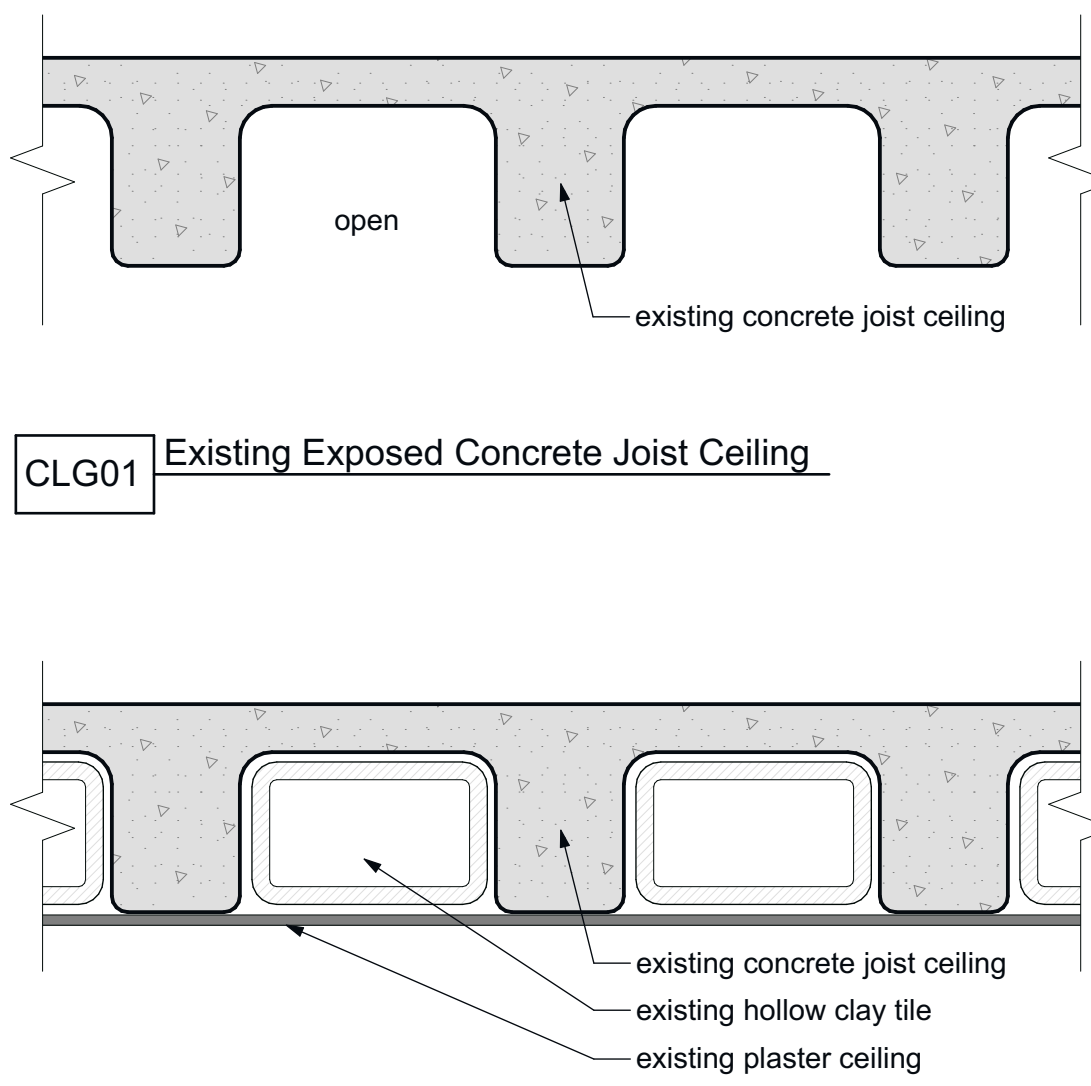 open
existing concrete joist ceiling
CLG01
Existing Exposed Concrete Joist Ceiling
existing concrete joist ceiling
existing hollow clay tile
existing plaster ceiling